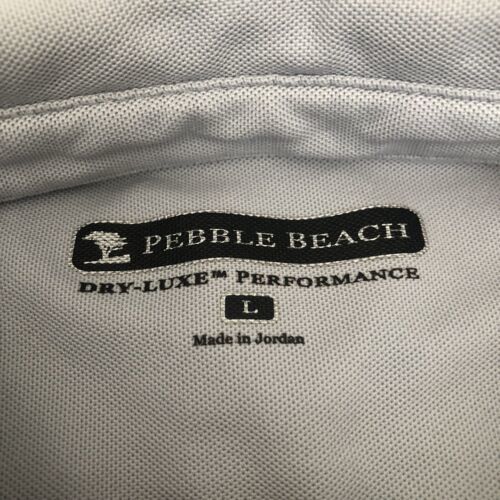 PEBBLE BEACH
DRY-LUXE™ PERFORMANCE
L
Made in Jordan